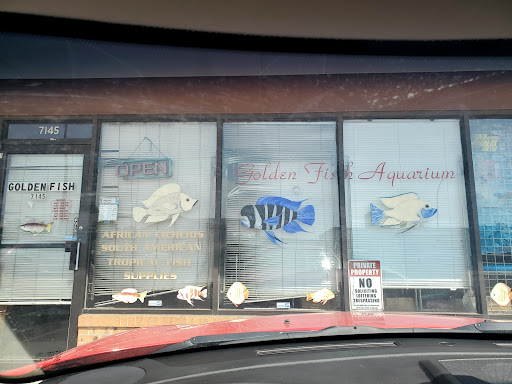 7145
OPEN
GOLDEN FISH
7145
Golden Fish Aquarium
AFRICAN CICHLIDS
SOUTH AMERICAN
TROPICAL FISH
SUPPLIES
PRIVATE
PROPERTY
NO
SOLICITING
LOITERING
TRESPASSING